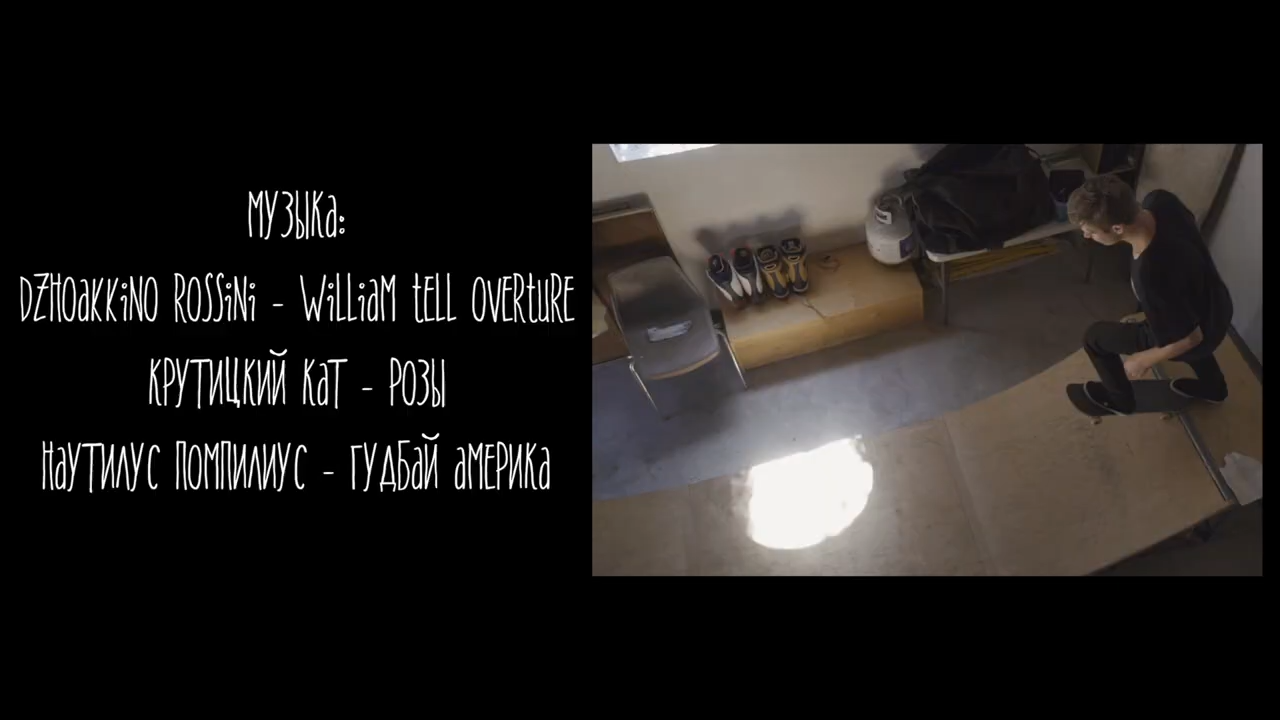 Музыка:
Dzhoakkino Rossini - William Tell Overture
Крутицкий Кат - Розы
Наутилус Помпилиус - Гудбай Америка